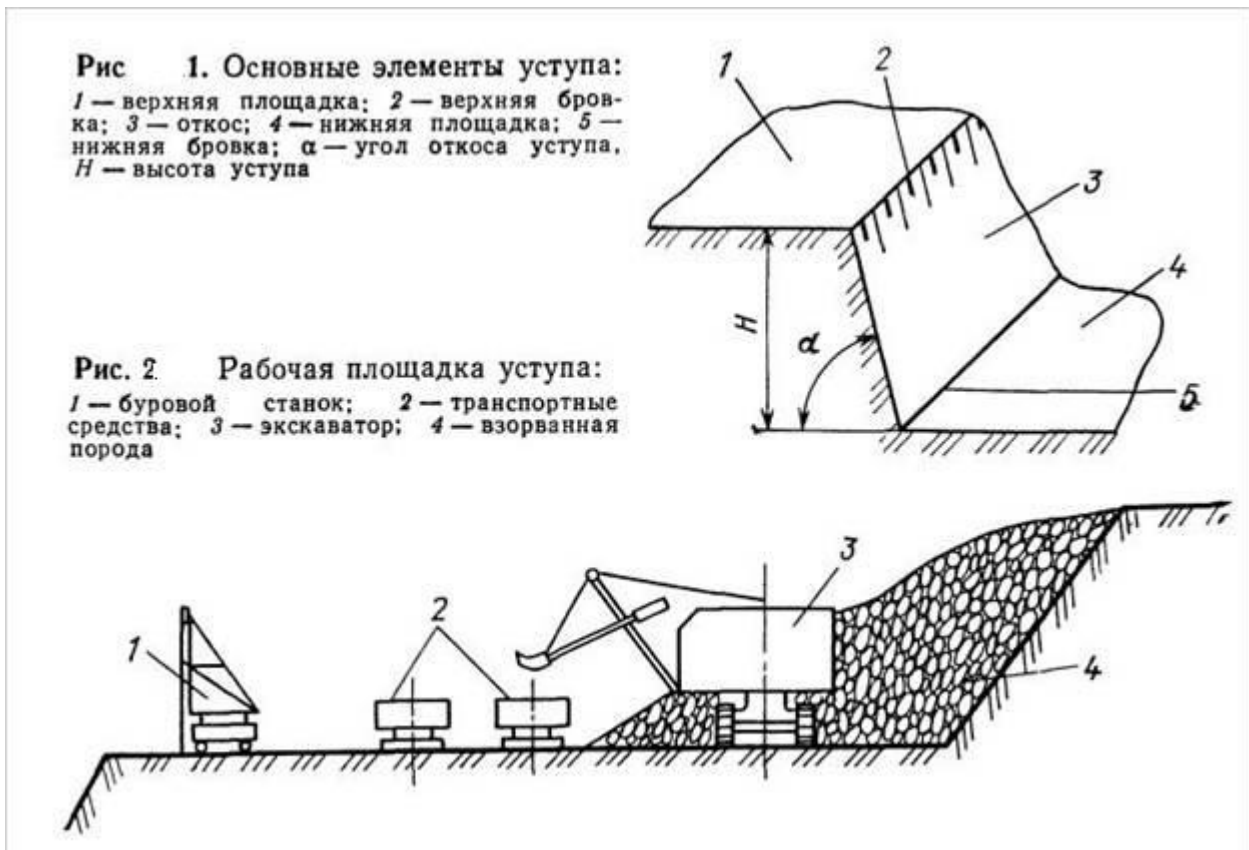 Рис 1. Основные элементы уступа:
1 — верхняя площадка; 2 — верхняя бров-
ка; 3 — откос; 4 — нижняя площадка; 5 —
нижняя бровка; α — угол откоса уступа,
H — высота уступа
1
2
3
4
5
H
α
Рис. 2 Рабочая площадка уступа:
1 — буровой станок; 2 — транспортные
средства; 3 — экскаватор; 4 — взорванная
порода
1
2
3
4